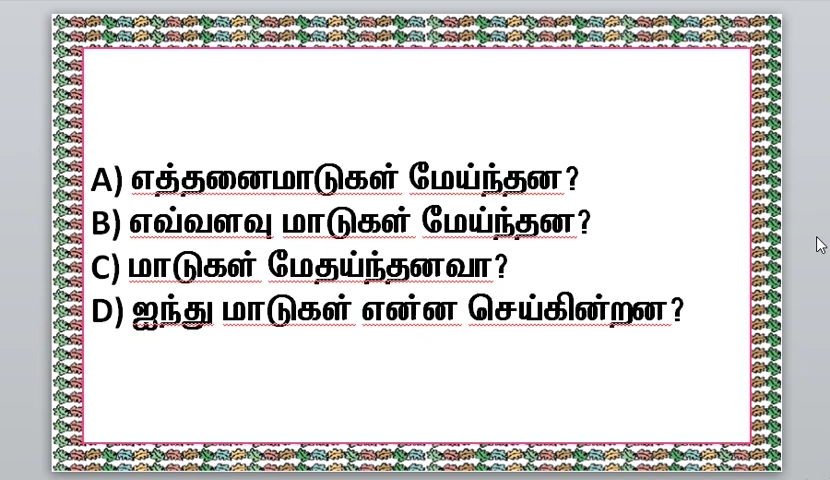 A) எத்தனைமாடுகள் மேய்ந்தன?
B) எவ்வளவு மாடுகள் மேய்ந்தன?
C) மாடுகள் மேதய்ந்தனவா?
D) ஐந்து மாடுகள் என்ன செய்கின்றன?